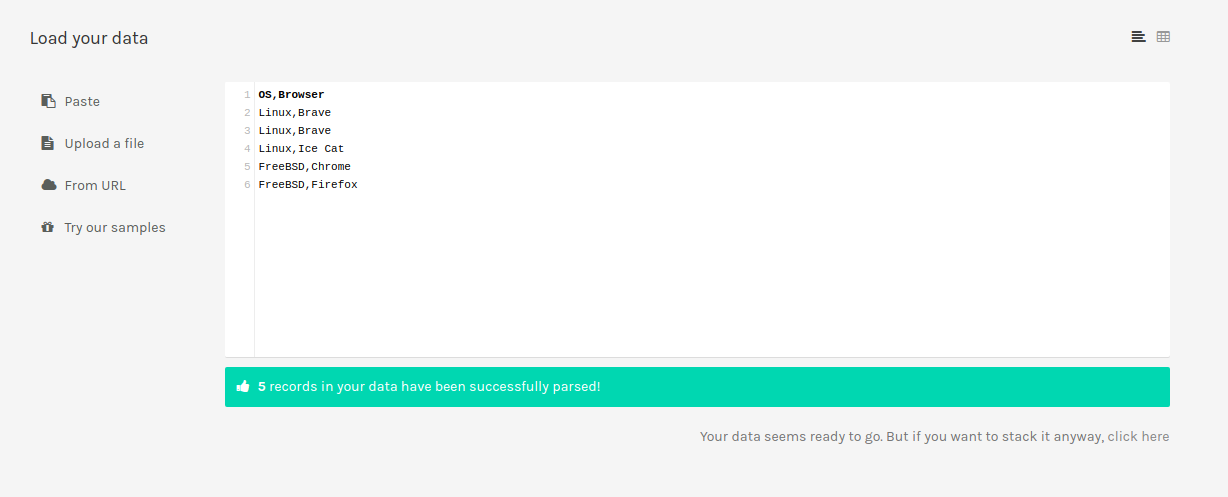 Load your data
Paste
Upload a file
From URL
Try our samples
1 OS,Browser
2 Linux,Brave
3 Linux,Brave
4 Linux,Ice Cat
5 FreeBSD,Chrome
6 FreeBSD,Firefox
5 records in your data have been successfully parsed!
Your data seems ready to go. But if you want to stack it anyway, click here